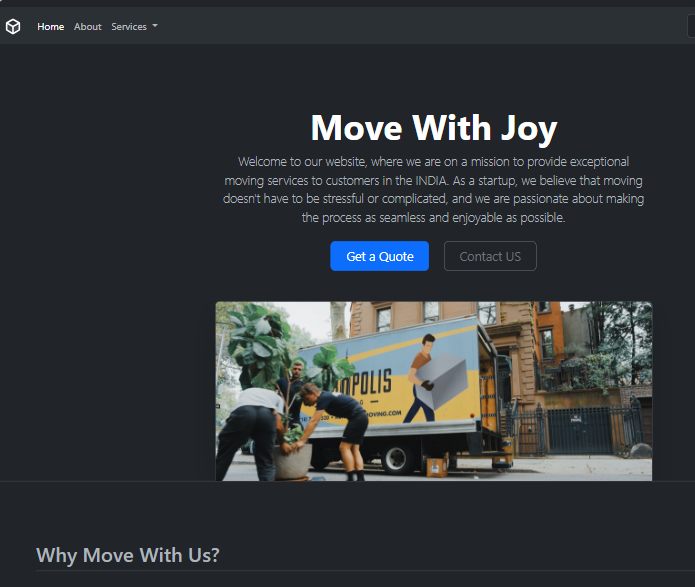 Home About Services
Move With Joy
Welcome to our website, where we are on a mission to provide exceptional
moving services to customers in the INDIA. As a startup, we believe that moving
doesn't have to be stressful or complicated, and we are passionate about making
the process as seamless and enjoyable as possible.
Get a Quote Contact US
Why Move With Us?